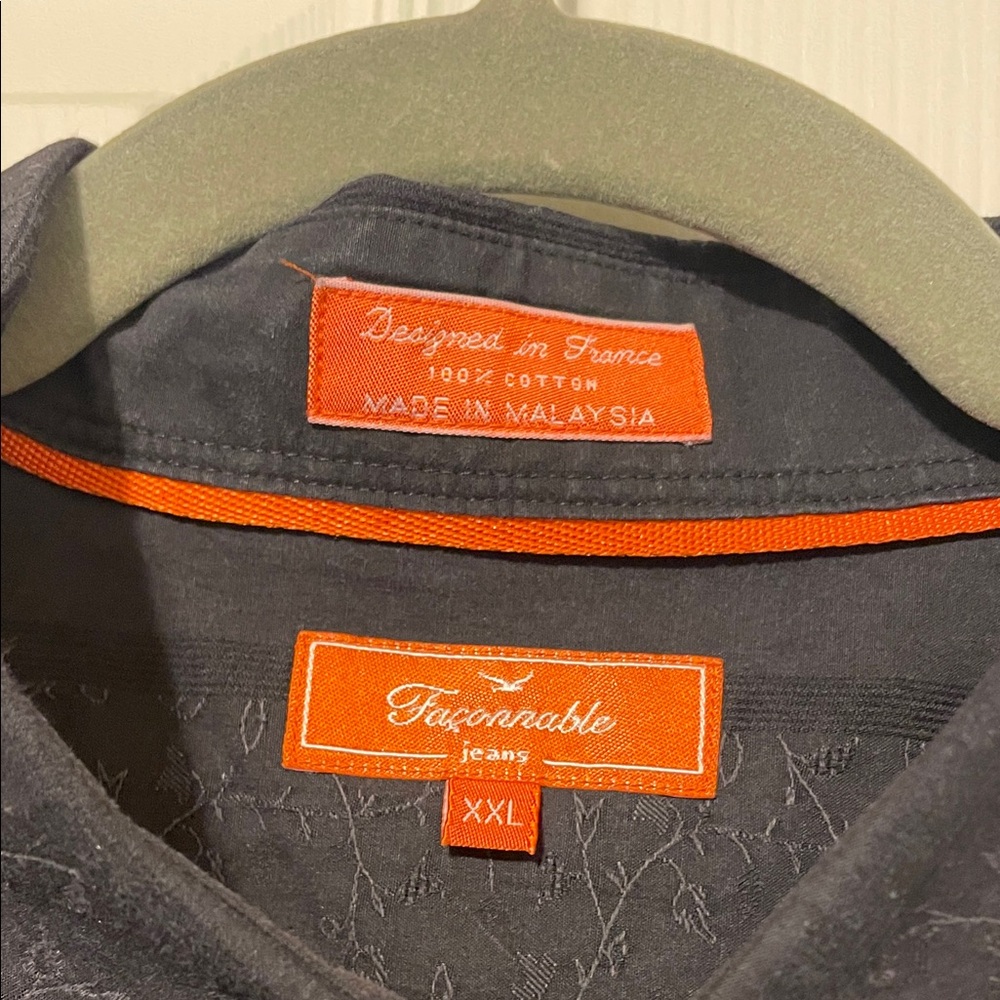 Designed in France
100% COTTON
MADE IN MALAYSIA
Façonnable
jeans
XXL